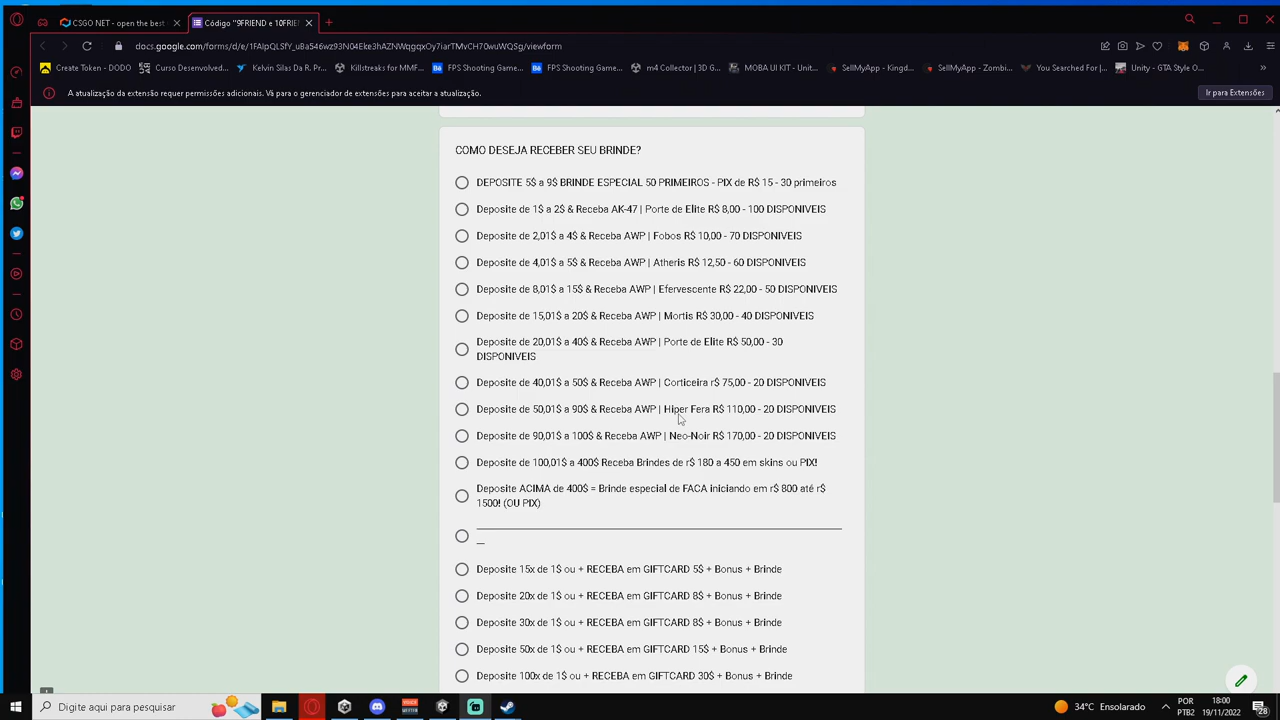 CSGO NET - open the best
Código "9FRIEND e 10FRIEN
docs.google.com/forms/d/e/1FAIpQLSfY_uBa546wz93N04Eke3hAZNWqgqxOy7iarTMvCH70wuWQSg/viewform
Create Token - DODO
Curso Desenvolved...
Kelvin Silas Da R. Pr...
Killstreaks for MMF...
FPS Shooting Game...
FPS Shooting Game...
m4 Collector | 3D G...
MOBA UI KIT - Unit...
SellMyApp - Kingd...
SellMyApp - Zombi...
You Searched For |...
Unity - GTA Style O...
A atualização da extensão requer permissões adicionais. Vá para o gerenciador de extensões para aceitar a atualização.
Ir para Extensões
COMO DESEJA RECEBER SEU BRINDE?
DEPOSITE 5$ a 9$ BRINDE ESPECIAL 50 PRIMEIROS - PIX de R$ 15 - 30 primeiros
Deposite de 1$ a 2$ & Receba AK-47 | Porte de Elite R$ 8,00 - 100 DISPONIVEIS
Deposite de 2,01$ a 4$ & Receba AWP | Fobos R$ 10,00 - 70 DISPONIVEIS
Deposite de 4,01$ a 5$ & Receba AWP | Atheris R$ 12,50 - 60 DISPONIVEIS
Deposite de 8,01$ a 15$ & Receba AWP | Efervescente R$ 22,00 - 50 DISPONIVEIS
Deposite de 15,01$ a 20$ & Receba AWP | Mortis R$ 30,00 - 40 DISPONIVEIS
Deposite de 20,01$ a 40$ & Receba AWP | Porte de Elite R$ 50,00 - 30
DISPONIVEIS
Deposite de 40,01$ a 50$ & Receba AWP | Corticeira r$ 75,00 - 20 DISPONIVEIS
Deposite de 50,01$ a 90$ & Receba AWP | Hiper Fera R$ 110,00 - 20 DISPONIVEIS
Deposite de 90,01$ a 100$ & Receba AWP | Neo-Noir R$ 170,00 - 20 DISPONIVEIS
Deposite de 100,01$ a 400$ Receba Brindes de r$ 180 a 450 em skins ou PIX!
Deposite ACIMA de 400$ = Brinde especial de FACA iniciando em r$ 800 até r$
1500! (OU PIX)
Deposite 15x de 1$ ou + RECEBA em GIFTCARD 5$ + Bonus + Brinde
Deposite 20x de 1$ ou + RECEBA em GIFTCARD 8$ + Bonus + Brinde
Deposite 30x de 1$ ou + RECEBA em GIFTCARD 8$ + Bonus + Brinde
Deposite 50x de 1$ ou + RECEBA em GIFTCARD 15$ + Bonus + Brinde
Deposite 100x de 1$ ou + RECEBA em GIFTCARD 30$ + Bonus + Brinde
Digite aqui para pesquisar
34°C Ensolarado
POR
PTB2
18:00
19/11/2022
28